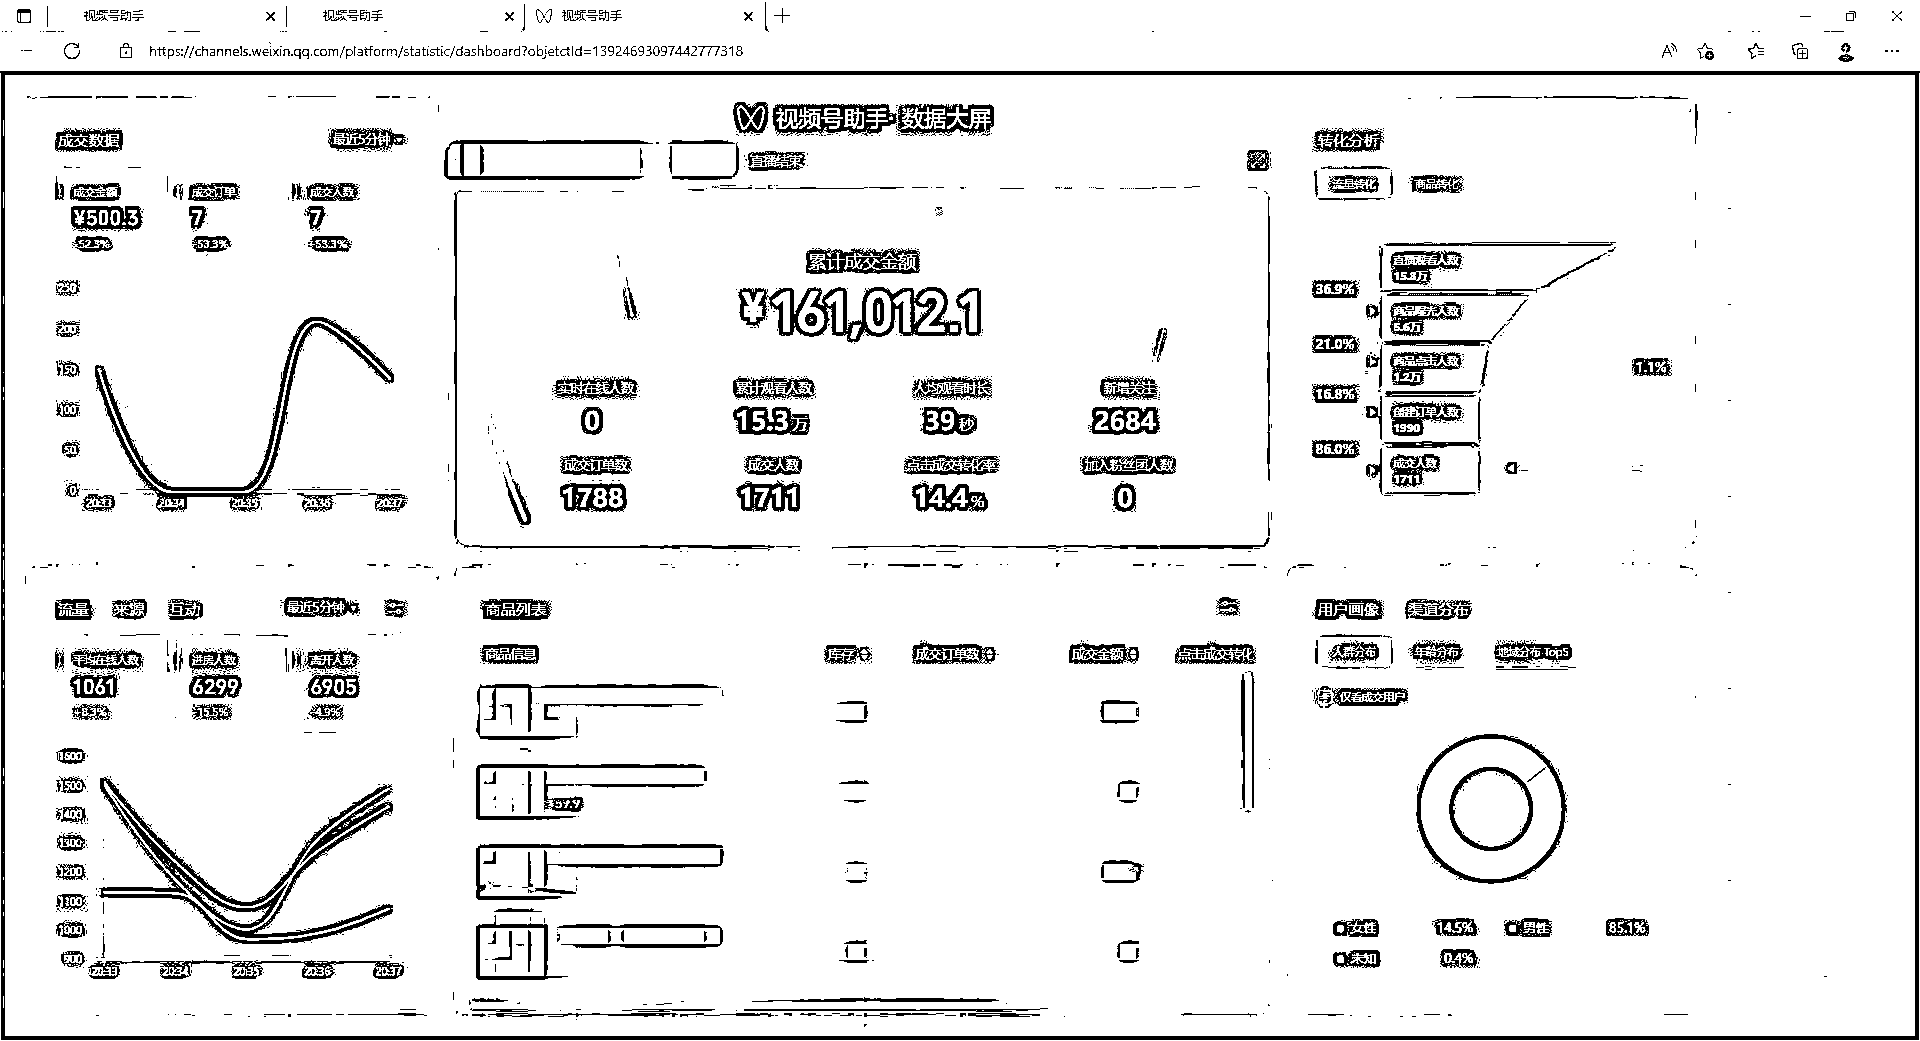 视频号助手 视频号助手 视频号助手
https://channels.weixin.qq.com/platform/statistic/dashboard?objetctId=13924693097442777318
视频号助手·数据大屏
直播结束
成交数据 最近5分钟
成交金额 成交订单 成交人数
¥500.3 7 7
-52.3% -53.3% -53.3%
250
200
150
100
50
0
20:33 20:34 20:35 20:36 20:37
累计成交金额
¥161,012.1
实时在线人数 累计观看人数 人均观看时长 新增关注
0 15.3万 39秒 2684
成交订单数 成交人数 点击成交转化率 加入粉丝团人数
1788 1711 14.4% 0
转化分析
流量转化 商品转化
直播观看人数
15.8万
36.9%
商品曝光人数
5.6万
21.0%
商品点击人数
1.2万
1.1%
16.8%
创建订单人数
1990
86.0%
成交人数
1711
流量 来源 互动 最近5分钟
平均在线人数 进房人数 离开人数
1061 6299 6905
+8.3% 15.5% -4.9%
1600
1500
1400
1300
1200
1100
1000
900
20:33 20:34 20:35 20:36 20:37
商品列表
商品信息 库存 成交订单数 成交金额 点击成交转化
用户画像 渠道分布
人群分布 年龄分布 地域分布 Top5
仅看成交用户
女性 14.5% 男性 85.1%
未知 0.4%